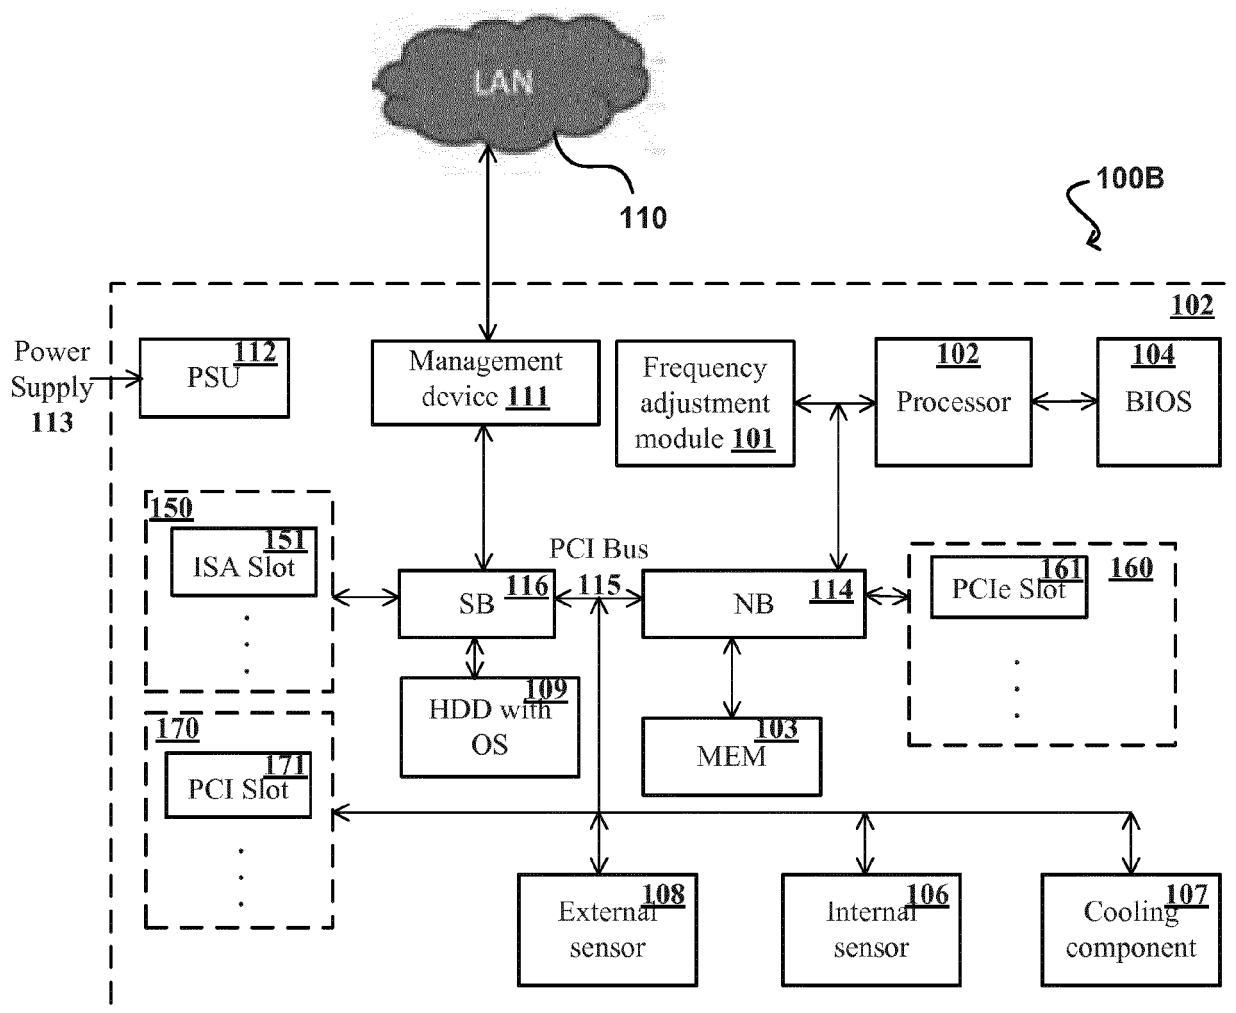 LAN
110
100B
102
Power
Supply
113
112
PSU
Management
device 111
Frequency
adjustment
module 101
102
Processor
104
BIOS
150
151
ISA Slot
PCI Bus
115
116
SB
114
NB
161
PCIe Slot
160
109
HDD with
OS
103
MEM
170
171
PCI Slot
108
External
sensor
106
Internal
sensor
107
Cooling
component